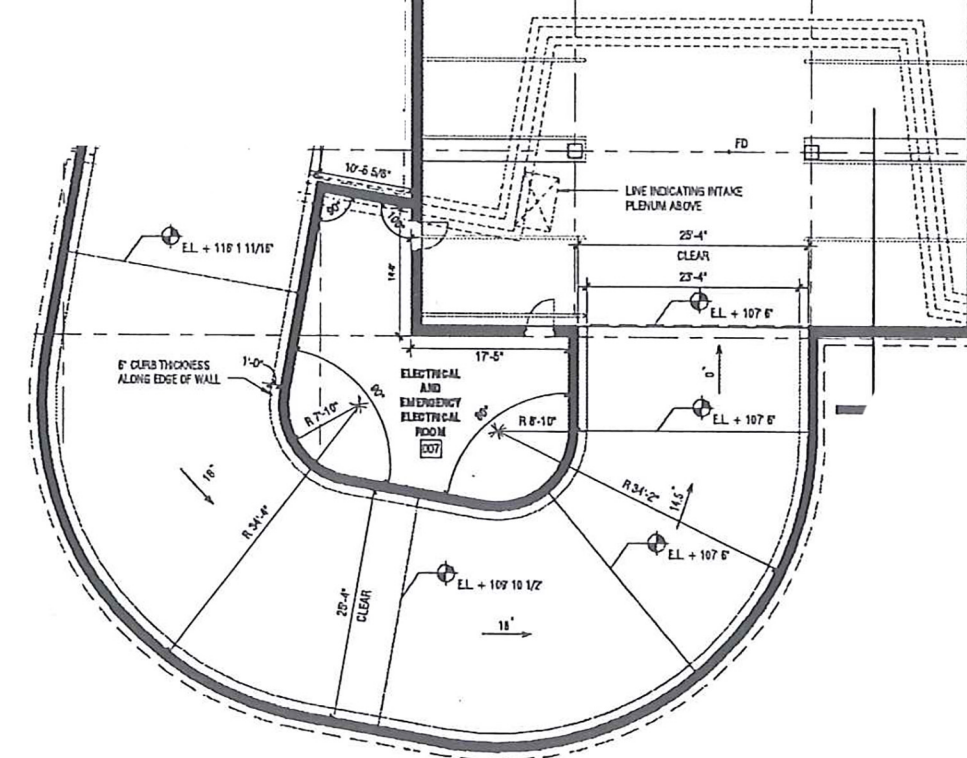 FD
10'-6 5/8"
90°
100°
LINE INDICATING INTAKE
PLENUM ABOVE
E.L. + 116' 1 11/16"
25'-4"
CLEAR
23'-4"
E.L. + 107' 6"
17'-5"
6" CURB THICKNESS
ALONG EDGE OF WALL
1'-0"
ELECTRICAL
AND
EMERGENCY
ELECTRICAL
ROOM
007
90°
80°
R 7'-10"
R 8'-10"
0°
E.L. + 107' 6"
18°
R 34'-4"
R 34'-2"
14.5°
E.L. + 107' 6"
E.L. + 109' 10 1/2"
25'-4"
CLEAR
18°